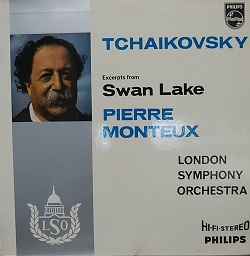 PHILIPS
TCHAIKOVSKY
Excerpts from
Swan Lake
PIERRE
MONTEUX
LONDON
SYMPHONY
ORCHESTRA
LSO
HI-FI-STEREO
PHILIPS